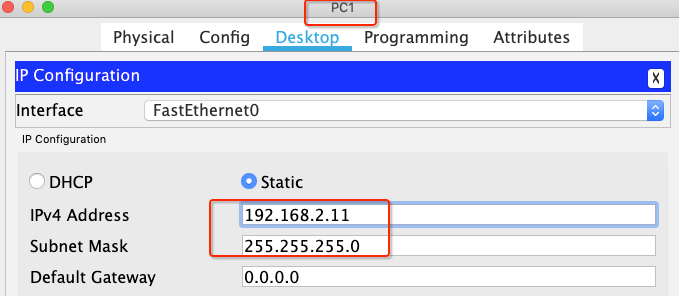 PC1
Physical Config Desktop Programming Attributes
IP Configuration X
Interface FastEthernet0
IP Configuration
DHCP Static
IPv4 Address 192.168.2.11
Subnet Mask 255.255.255.0
Default Gateway 0.0.0.0